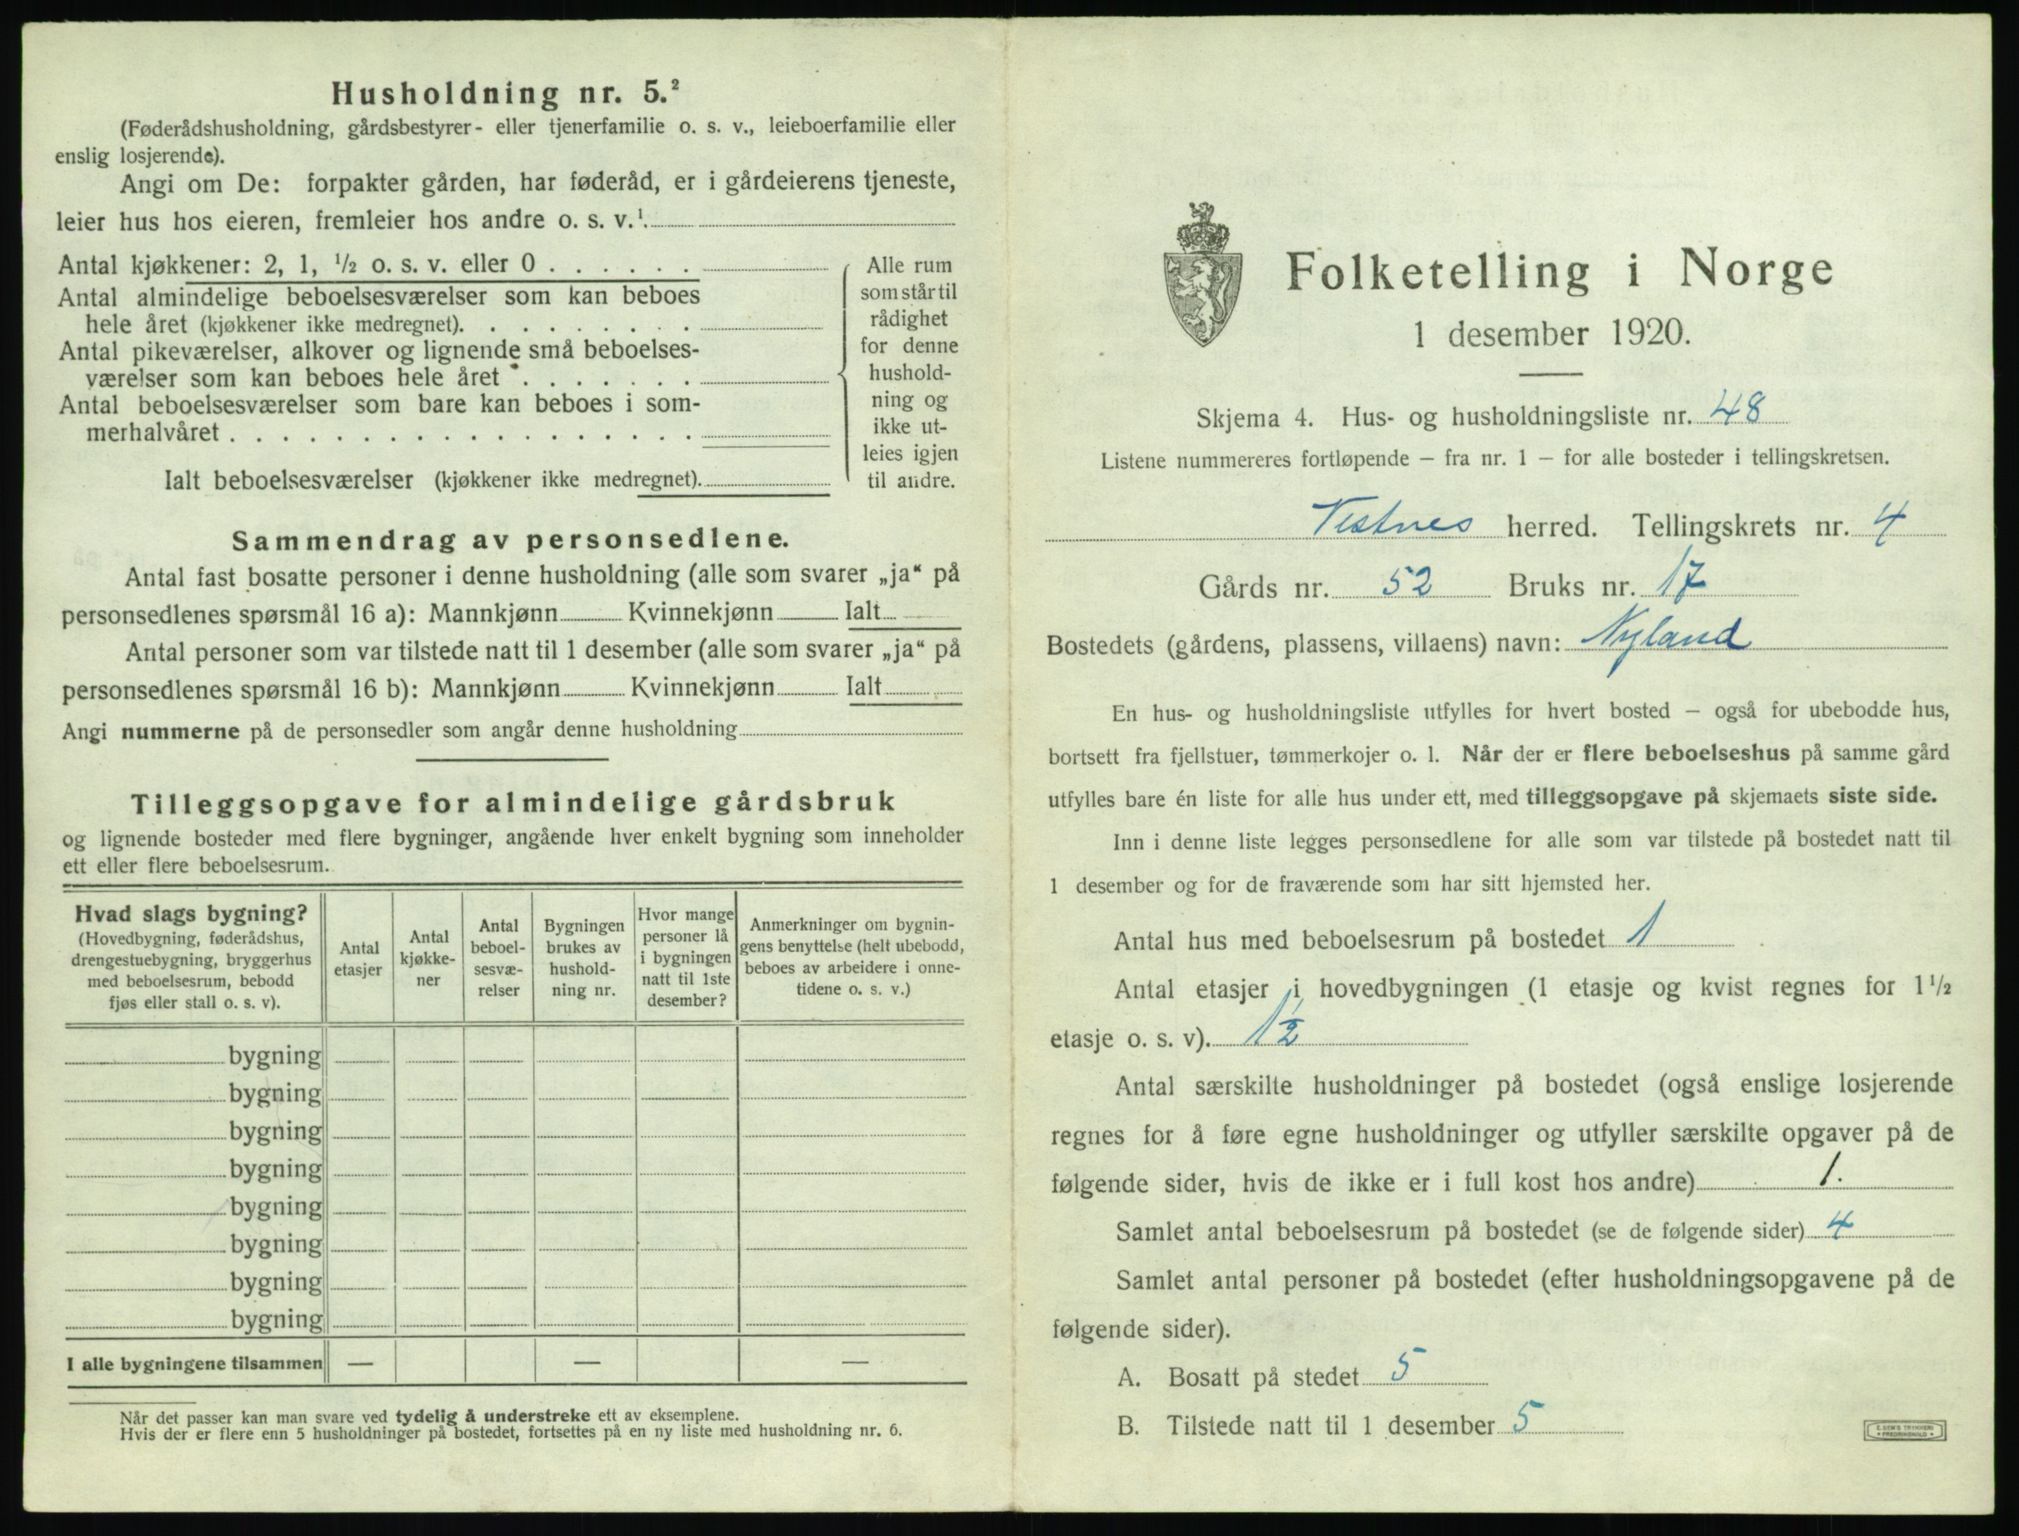 Husholdning nr. 5.²
(Føderådshusholdning, gårdsbestyrer- eller tjenerfamilie o. s. v., leieboerfamilie eller
enslig losjerende).
Angi om De: forpakter gården, har føderåd, er i gårdeierens tjeneste,
leier hus hos eieren, fremleier hos andre o. s. v.¹
Antal kjøkkener: 2, 1, ½ o. s. v. eller 0
Antal almindelige beboelsesværelser som kan beboes
hele året (kjøkkener ikke medregnet).
Antal pikeværelser, alkover og lignende små beboelses-
værelser som kan beboes hele året
Antal beboelsesværelser som bare kan beboes i som-
merhalvåret
Ialt beboelsesværelser (kjøkkener ikke medregnet).
Alle rum
som står til
rådighet
for denne
hushold-
ning og
ikke ut-
leies igjen
til andre.
Sammendrag av personsedlene.
Antal fast bosatte personer i denne husholdning (alle som svarer „ja“ på
personsedlenes spørsmål 16 a): Mannkjønn Kvinnekjønn Ialt
Antal personer som var tilstede natt til 1 desember (alle som svarer „ja“ på
personsedlenes spørsmål 16 b): Mannkjønn Kvinnekjønn Ialt
Angi nummerne på de personsedler som angår denne husholdning
Tilleggsopgave for almindelige gårdsbruk
og lignende bosteder med flere bygninger, angående hver enkelt bygning som inneholder
ett eller flere beboelsesrum.
Hvad slags bygning?
(Hovedbygning, føderådshus,
drengestuebygning, bryggerhus
med beboelsesrum, bebodd
fjøs eller stall o. s. v).
Antal
etasjer
Antal
kjøkke-
ner
Antal
beboel-
sesvæ-
relser
Bygningen
brukes av
hushold-
ning nr.
Hvor mange
personer lå
i bygningen
natt til 1ste
desember?
Anmerkninger om bygnin-
gens benyttelse (helt ubebodd,
beboes av arbeidere i onne-
tidene o. s. v.)
bygning
bygning
bygning
bygning
bygning
bygning
bygning
bygning
I alle bygningene tilsammen — — —
Når det passer kan man svare ved tydelig å understreke ett av eksemplene.
Hvis der er flere enn 5 husholdninger på bostedet, fortsettes på en ny liste med husholdning nr. 6.
Folketelling i Norge
1 desember 1920.
Skjema 4. Hus- og husholdningsliste nr. 48
Listene nummereres fortløpende – fra nr. 1 – for alle bosteder i tellingskretsen.
Vestnes herred. Tellingskrets nr. 4
Gårds nr. 52 Bruks nr. 17
Bostedets (gårdens, plassens, villaens) navn: Nyland
En hus- og husholdningsliste utfylles for hvert bosted – også for ubebodde hus,
bortsett fra fjellstuer, tømmerkojer o. l. Når der er flere beboelseshus på samme gård
utfylles bare én liste for alle hus under ett, med tilleggsopgave på skjemaets siste side.
Inn i denne liste legges personsedlene for alle som var tilstede på bostedet natt til
1 desember og for de fraværende som har sitt hjemsted her.
Antal hus med beboelsesrum på bostedet 1
Antal etasjer i hovedbygningen (1 etasje og kvist regnes for 1½
etasje o. s. v). 1½
Antal særskilte husholdninger på bostedet (også enslige losjerende
regnes for å føre egne husholdninger og utfyller særskilte opgaver på de
følgende sider, hvis de ikke er i full kost hos andre) 1.
Samlet antal beboelsesrum på bostedet (se de følgende sider) 4
Samlet antal personer på bostedet (efter husholdningsopgavene på de
følgende sider).
A. Bosatt på stedet 5
B. Tilstede natt til 1 desember 5